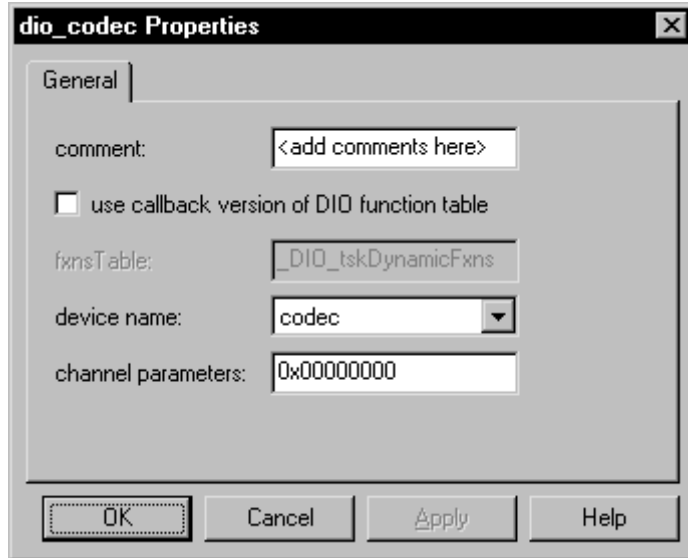 dio_codec Properties
General
comment: <add comments here>
use callback version of DIO function table
fxnsTable: _DIO_tskDynamicFxns
device name: codec
channel parameters: 0x00000000
OK Cancel Apply Help